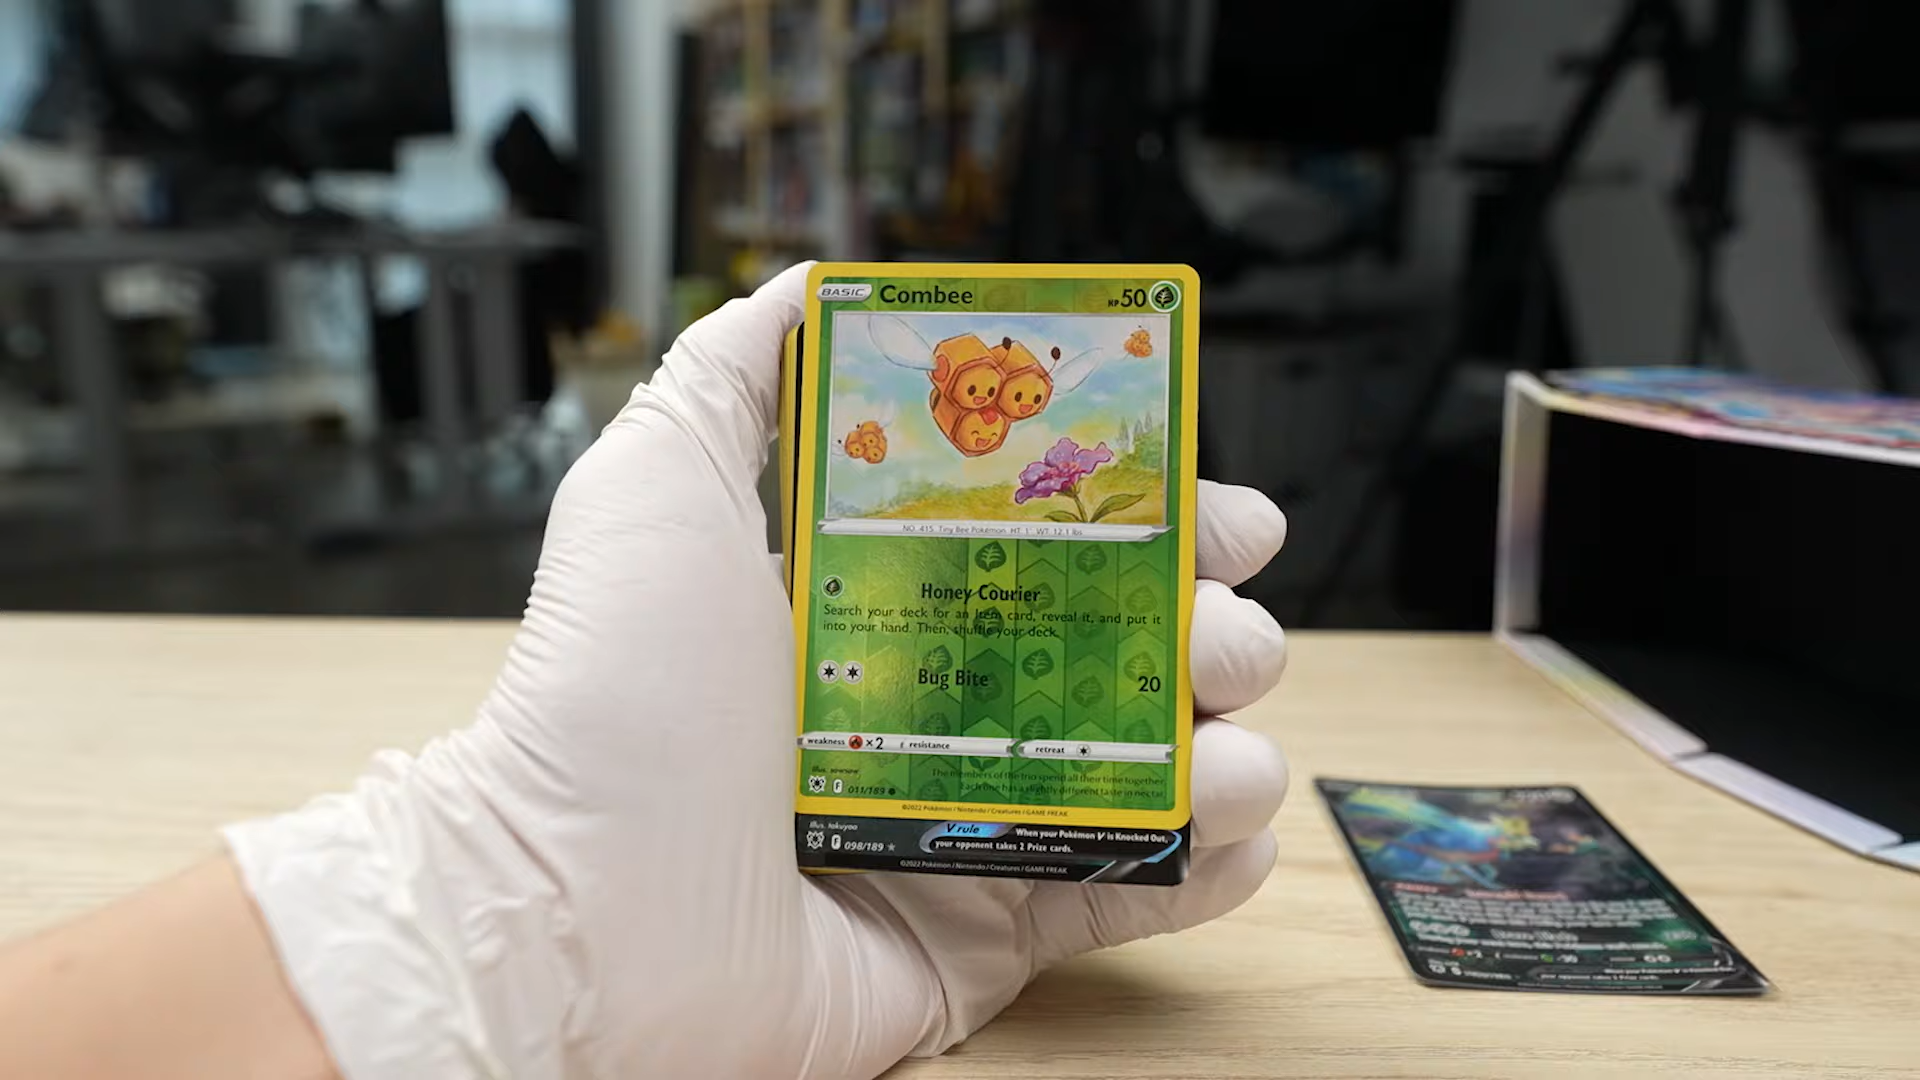 BASIC Combee HP 50
NO. 415 Tiny Bee Pokémon HT 1' WT 12.1 lbs
Honey Courier
Search your deck for an Item card, reveal it, and put it
into your hand. Then, shuffle your deck.
Bug Bite 20
weakness ×2 resistance retreat
Illus. sowsow
The members of the trio spend all their time together.
Each one has a slightly different taste in nectar.
F 011/189
©2022 Pokémon / Nintendo / Creatures / GAME FREAK
Illus. takuyoa
V rule When your Pokémon V is Knocked Out,
F 098/189 your opponent takes 2 Prize cards.
©2022 Pokémon / Nintendo / Creatures / GAME FREAK